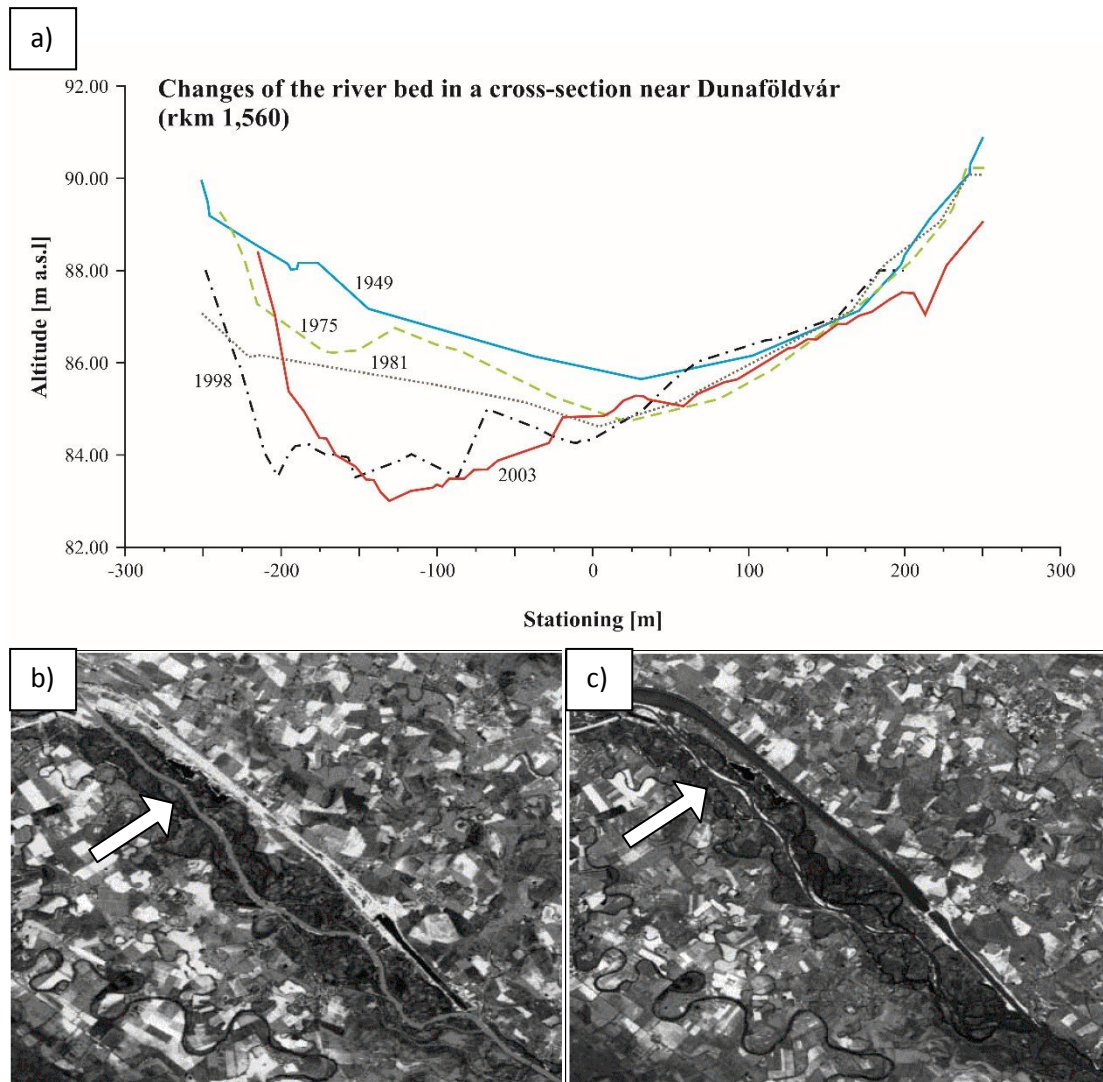 a)
Changes of the river bed in a cross-section near Dunaföldvár
(rkm 1,560)
92.00
90.00
88.00
86.00
84.00
82.00
Altitude [m a.s.l]
1949
1975
1981
1998
2003
-300
-200
-100
0
100
200
300
Stationing [m]
b)
c)